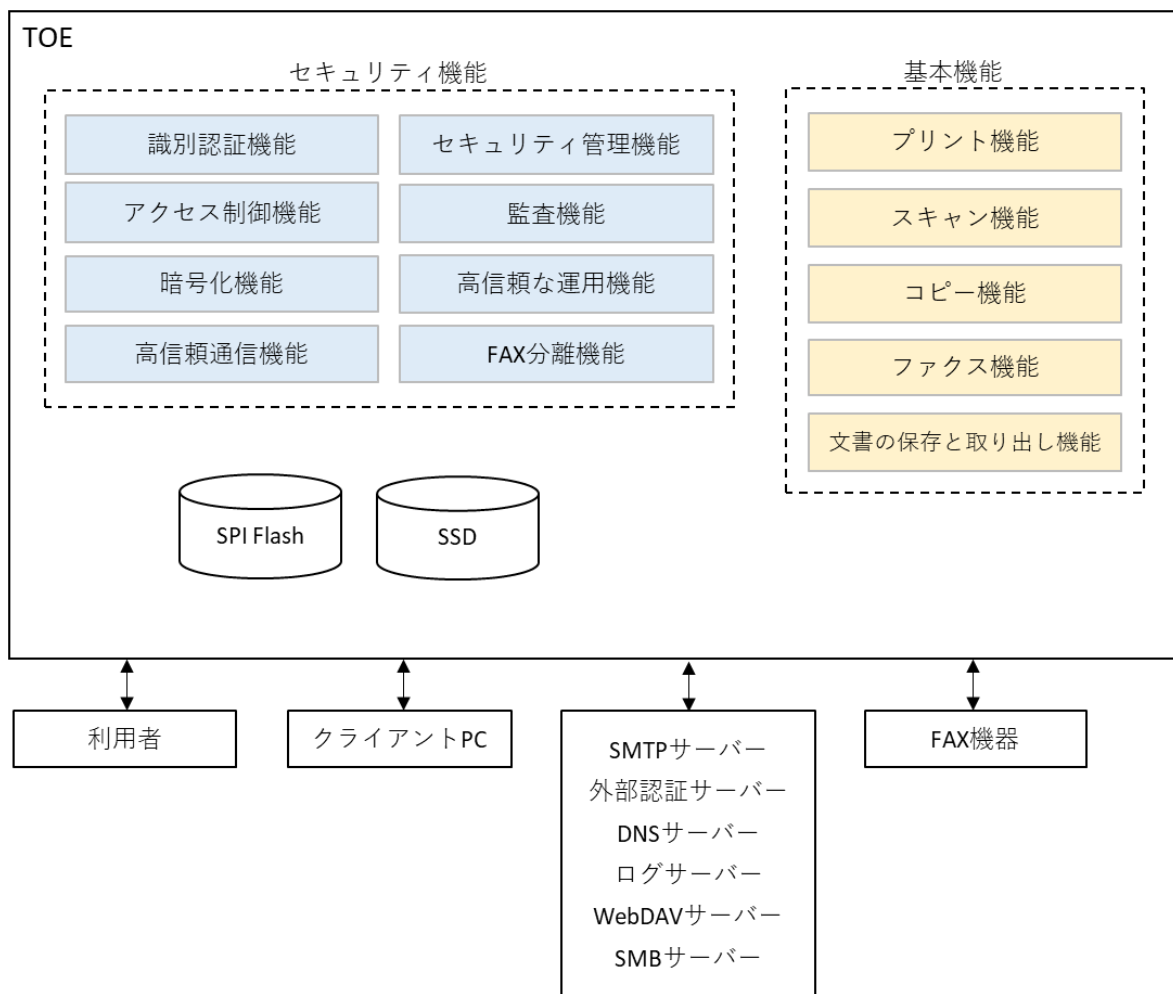 TOE
セキュリティ機能
基本機能
識別認証機能
セキュリティ管理機能
アクセス制御機能
監査機能
暗号化機能
高信頼な運用機能
高信頼通信機能
FAX分離機能
プリント機能
スキャン機能
コピー機能
ファクス機能
文書の保存と取り出し機能
SPI Flash
SSD
利用者
クライアントPC
SMTPサーバー
外部認証サーバー
DNSサーバー
ログサーバー
WebDAVサーバー
SMBサーバー
FAX機器